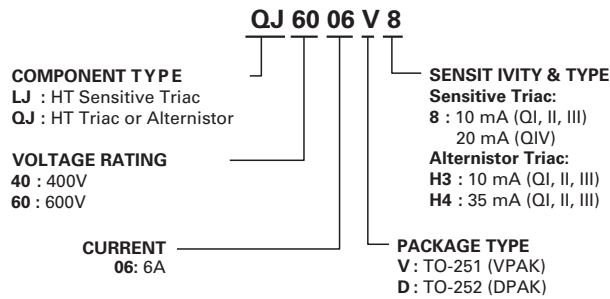 QJ 60 06 V 8
COMPONENT TYPE
LJ : HT Sensitive Triac
QJ : HT Triac or Alternistor
VOLTAGE RATING
40 : 400V
60 : 600V
CURRENT
06: 6A
SENSIT IVITY & TYPE
Sensitive Triac:
8 : 10 mA (QI, II, III)
20 mA (QIV)
Alternistor Triac:
H3 : 10 mA (QI, II, III)
H4 : 35 mA (QI, II, III)
PACKAGE TYPE
V : TO-251 (VPAK)
D : TO-252 (DPAK)